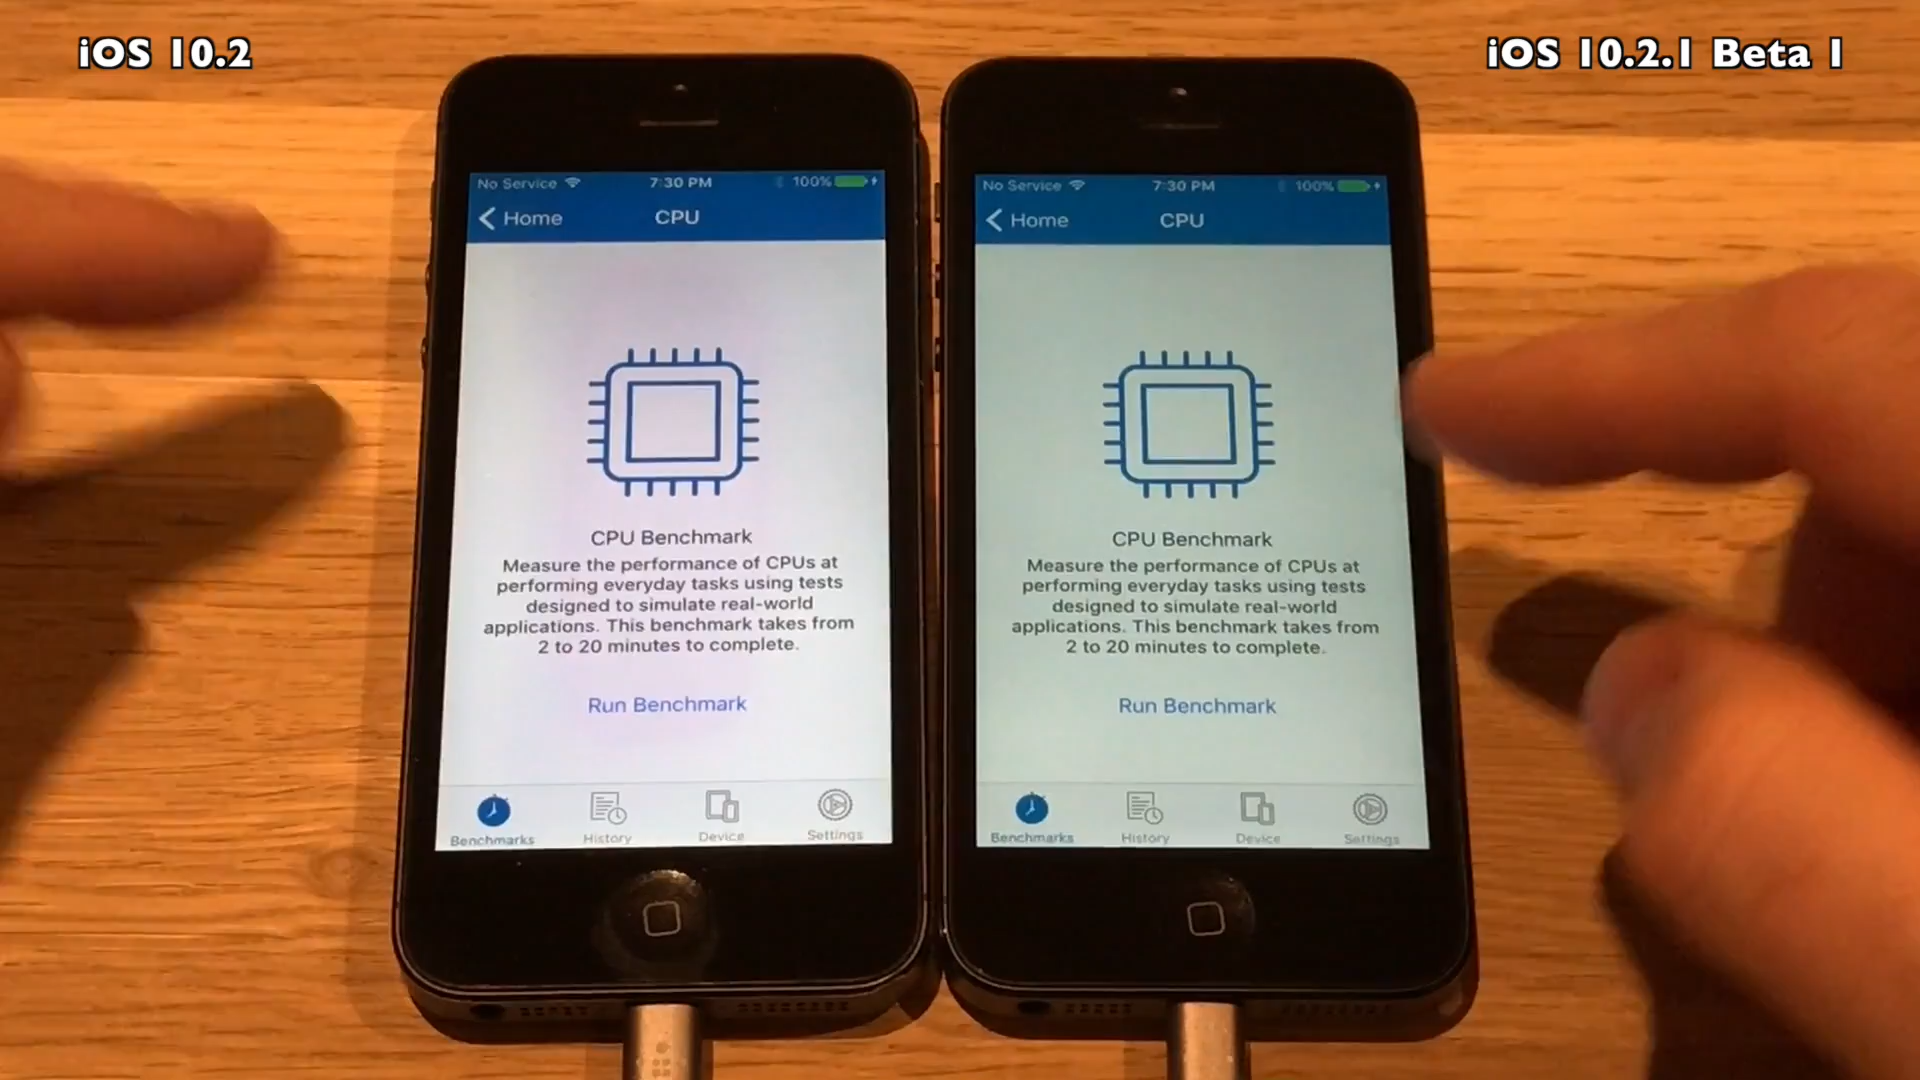 iOS 10.2
iOS 10.2.1 Beta 1
No Service 7:30 PM 100%
Home CPU
CPU Benchmark
Measure the performance of CPUs at
performing everyday tasks using tests
designed to simulate real-world
applications. This benchmark takes from
2 to 20 minutes to complete.
Run Benchmark
Benchmarks History Device Settings
No Service 7:30 PM 100%
Home CPU
CPU Benchmark
Measure the performance of CPUs at
performing everyday tasks using tests
designed to simulate real-world
applications. This benchmark takes from
2 to 20 minutes to complete.
Run Benchmark
Benchmarks History Device Settings